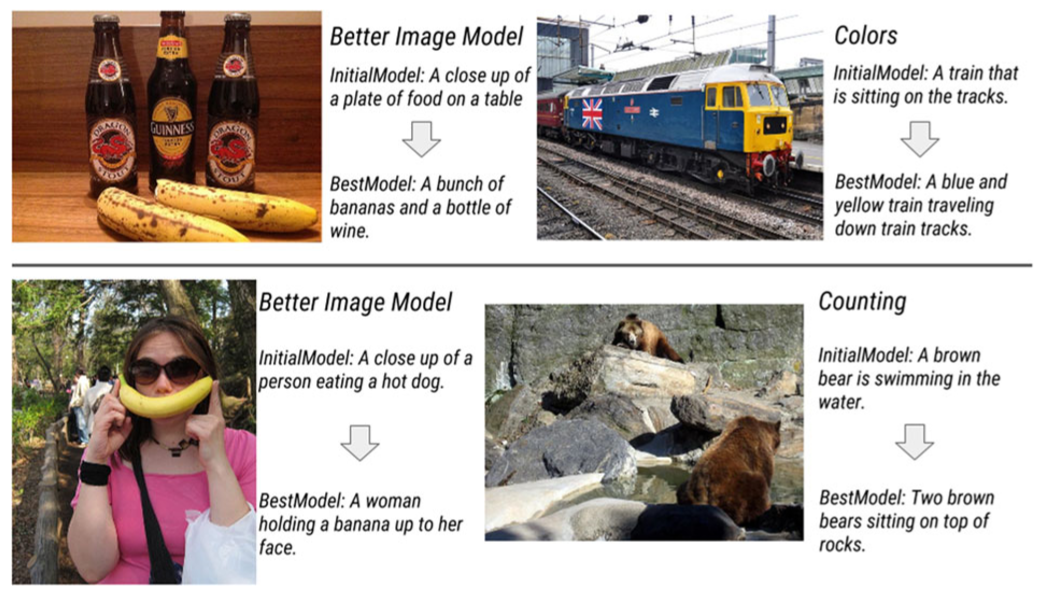 Better Image Model
InitialModel: A close up of
a plate of food on a table
BestModel: A bunch of
bananas and a bottle of
wine.
Colors
InitialModel: A train that
is sitting on the tracks.
BestModel: A blue and
yellow train traveling
down train tracks.
DRAGON
STOUT
GUINNESS
DRAGON
STOUT
Better Image Model
InitialModel: A close up of a
person eating a hot dog.
BestModel: A woman
holding a banana up to her
face.
Counting
InitialModel: A brown
bear is swimming in the
water.
BestModel: Two brown
bears sitting on top of
rocks.